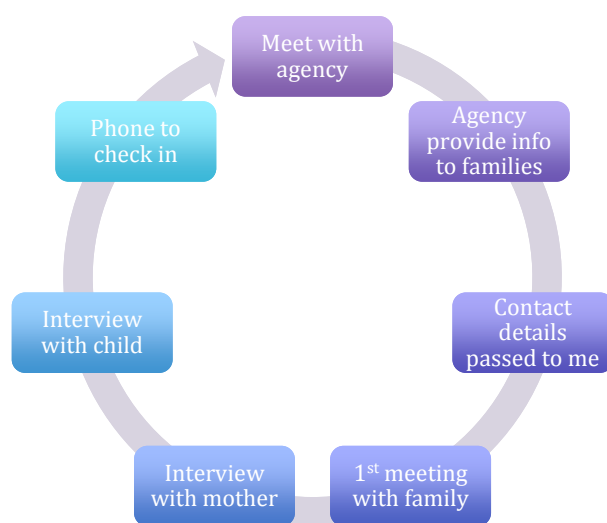 Meet with
agency
Agency
provide info
to families
Contact
details
passed to me
1st meeting
with family
Interview
with mother
Interview
with child
Phone to
check in